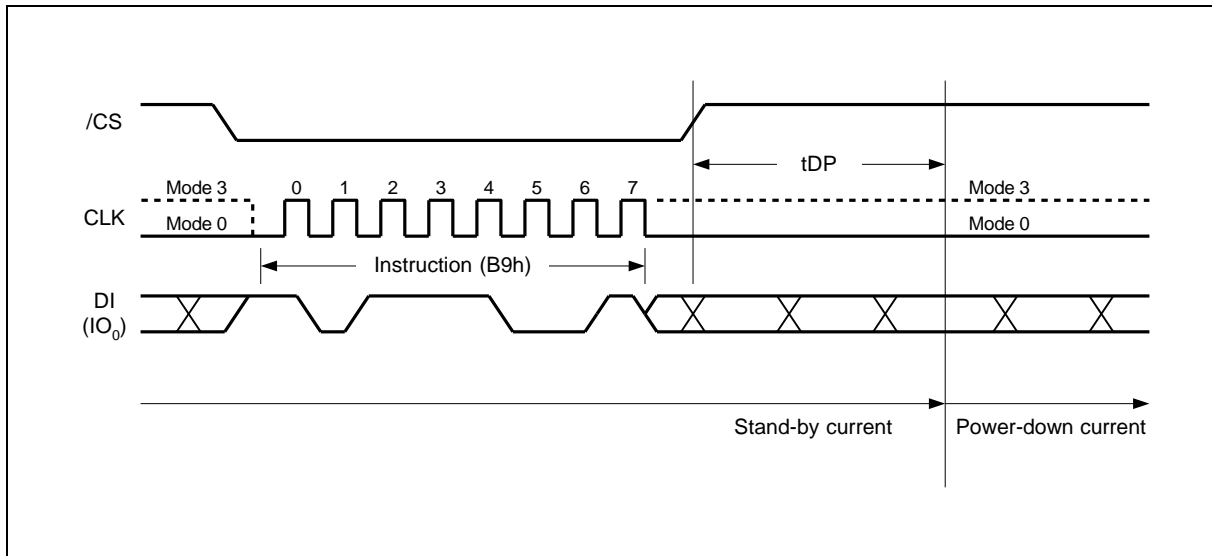 /CS
tDP
Mode 3 0 1 2 3 4 5 6 7 Mode 3
CLK
Mode 0 Mode 0
Instruction (B9h)
DI
(IO0)
Stand-by current Power-down current